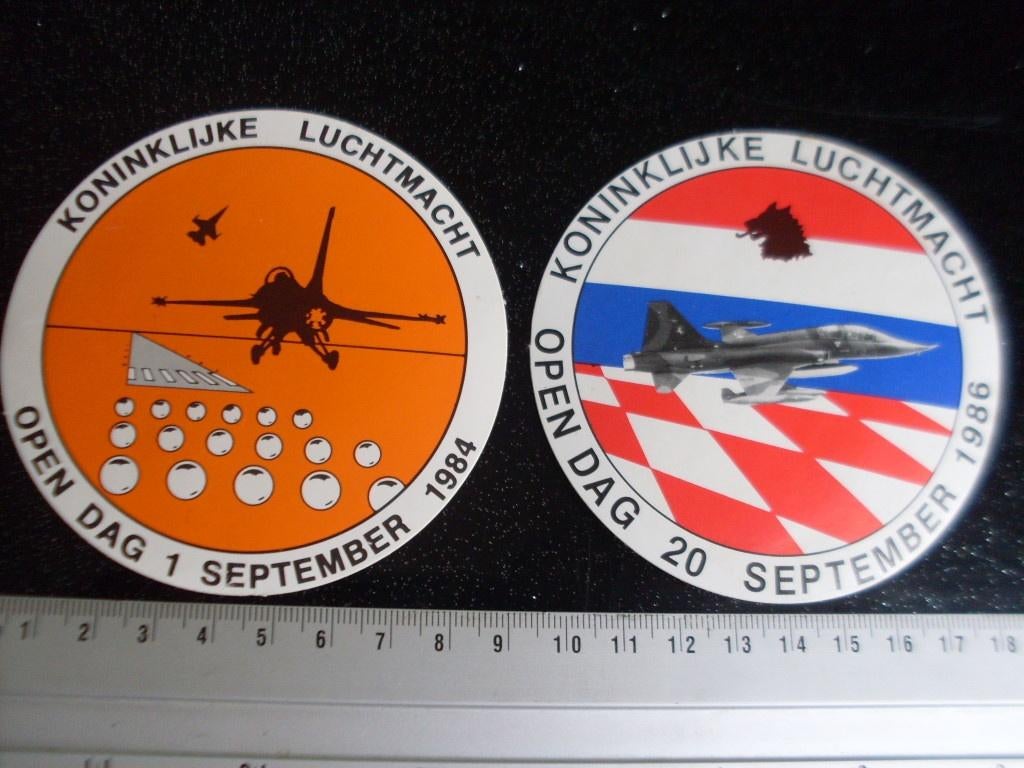 KONINKLIJKE LUCHTMACHT
OPEN DAG 1 SEPTEMBER 1984
KONINKLIJKE LUCHTMACHT
OPEN DAG 20 SEPTEMBER 1986
1 2 3 4 5 6 7 8 9 10 11 12 13 14 15 16 17 18